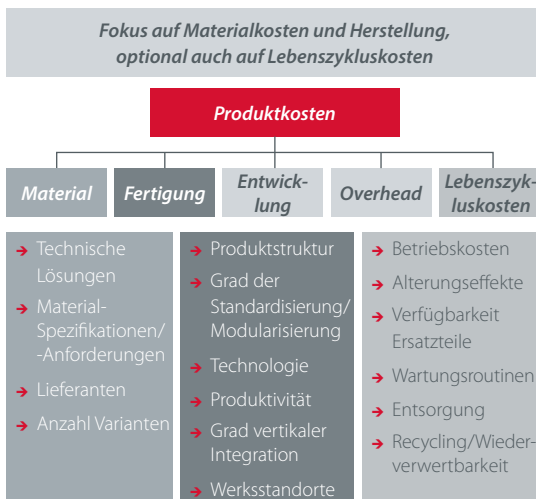 Fokus auf Materialkosten und Herstellung,
optional auch auf Lebenszykluskosten
Produktkosten
Material
Fertigung
Entwick-
lung
Overhead
Lebenszy-
kluskosten
➔ Technische
Lösungen
➔ Material-
Spezifikationen/
-Anforderungen
➔ Lieferanten
➔ Anzahl Varianten
➔ Produktstruktur
➔ Grad der
Standardisierung/
Modularisierung
➔ Technologie
➔ Produktivität
➔ Grad vertikaler
Integration
➔ Werksstandorte
➔ Betriebskosten
➔ Alterungseffekte
➔ Verfügbarkeit
Ersatzteile
➔ Wartungsroutinen
➔ Entsorgung
➔ Recycling/Wieder-
verwertbarkeit